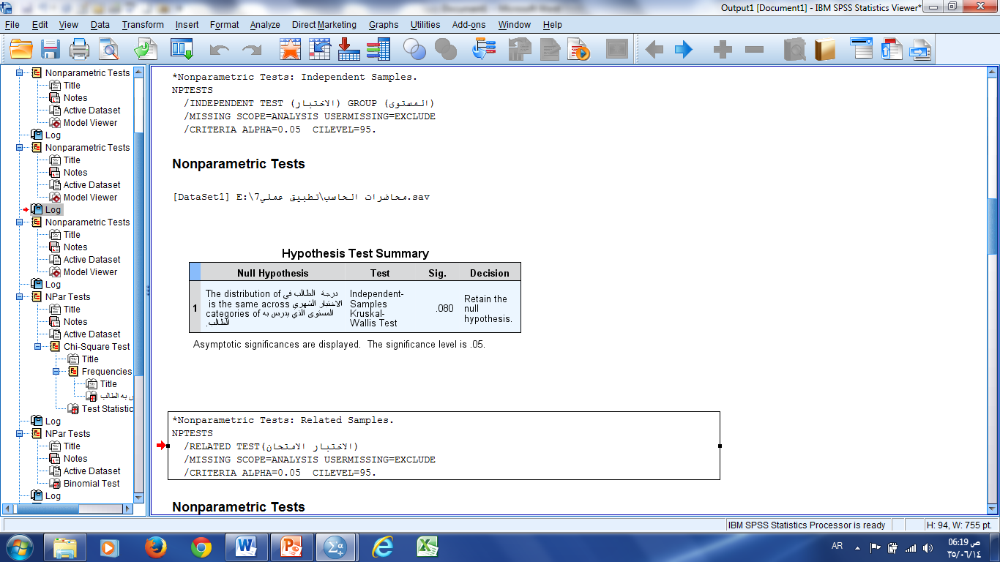 Output1 [Document1] - IBM SPSS Statistics Viewer*
File Edit View Data Transform Insert Format Analyze Direct Marketing Graphs Utilities Add-ons Window Help
Nonparametric Tests
Title
Notes
Active Dataset
Model Viewer
Log
Nonparametric Tests
Title
Notes
Active Dataset
Model Viewer
Log
Nonparametric Tests
Title
Notes
Active Dataset
Model Viewer
Log
NPar Tests
Title
Notes
Active Dataset
Chi-Square Test
Title
Frequencies
Title
س به الطالب
Test Statistic
Log
NPar Tests
Title
Notes
Active Dataset
Binomial Test
Log
*Nonparametric Tests: Independent Samples.
NPTESTS
/INDEPENDENT TEST (الاختبار) GROUP (المستوى)
/MISSING SCOPE=ANALYSIS USERMISSING=EXCLUDE
/CRITERIA ALPHA=0.05 CILEVEL=95.
Nonparametric Tests
[DataSet1] E:\محاضرات الحاسب\تطبيق عملي7.sav
Hypothesis Test Summary
Null Hypothesis Test Sig. Decision
1
The distribution of درجة الطالب في
الاختبار الشهري is the same across
categories of المستوى الذي يدرس به
الطالب.
Independent-
Samples
Kruskal-
Wallis Test
.080
Retain the
null
hypothesis.
Asymptotic significances are displayed. The significance level is .05.
*Nonparametric Tests: Related Samples.
NPTESTS
/RELATED TEST(الاختبار الامتحان)
/MISSING SCOPE=ANALYSIS USERMISSING=EXCLUDE
/CRITERIA ALPHA=0.05 CILEVEL=95.
Nonparametric Tests
IBM SPSS Statistics Processor is ready H: 94, W: 755 pt.
AR
06:19 ص
٣٥/٠٦/١٤